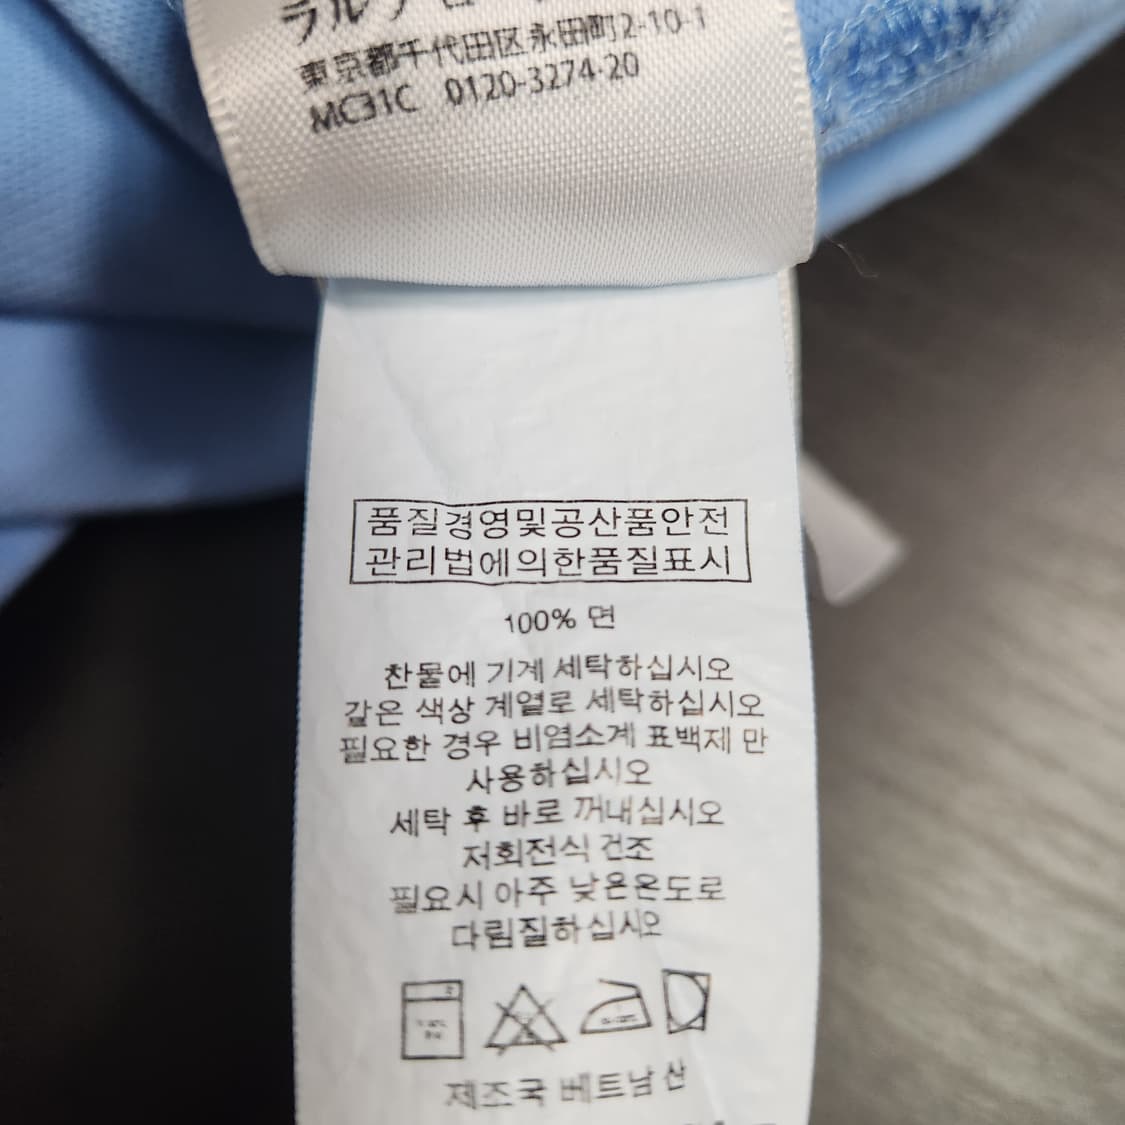 東京都千代田区永田町2-10-1
MC31C 0120-3274-20
품질경영및공산품안전
관리법에의한품질표시
100% 면
찬물에 기계 세탁하십시오
같은 색상 계열로 세탁하십시오
필요한 경우 비염소계 표백제 만
사용하십시오
세탁 후 바로 꺼내십시오
저회전식 건조
필요시 아주 낮은온도로
다림질하십시오
제조국 베트남 산